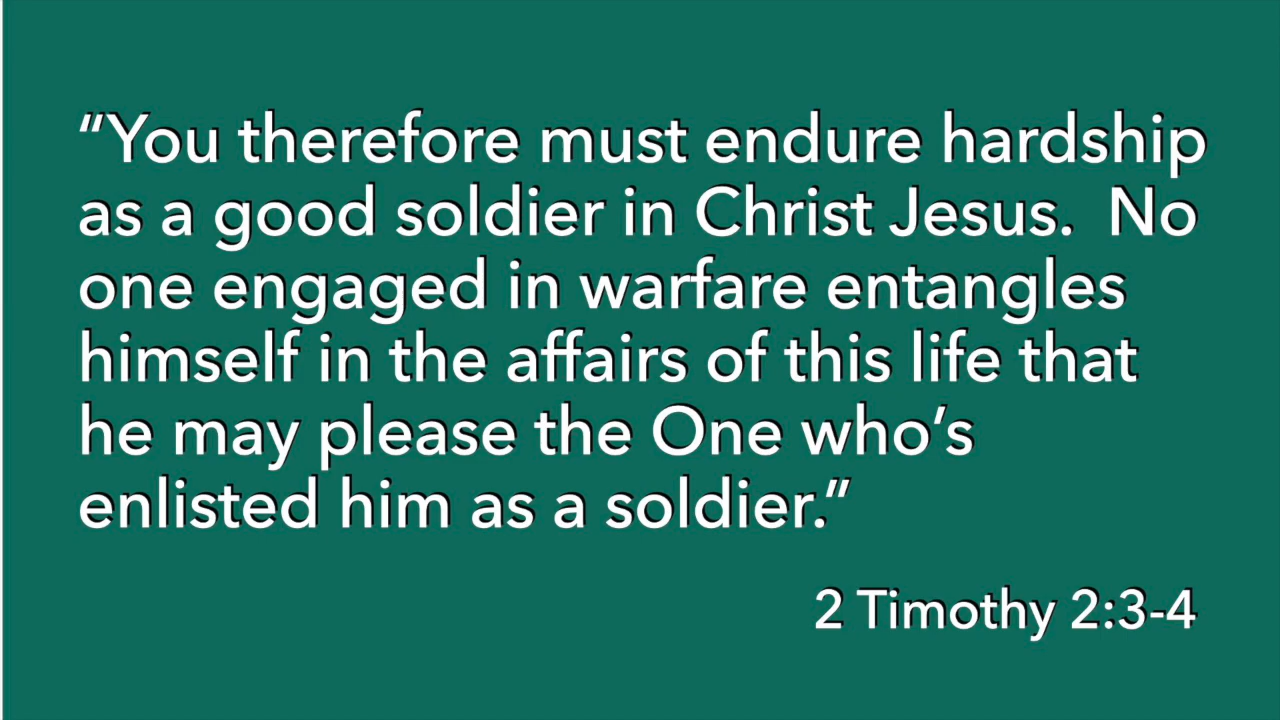 “You therefore must endure hardship
as a good soldier in Christ Jesus.  No
one engaged in warfare entangles
himself in the affairs of this life that
he may please the One who’s
enlisted him as a soldier.”
2 Timothy 2:3-4